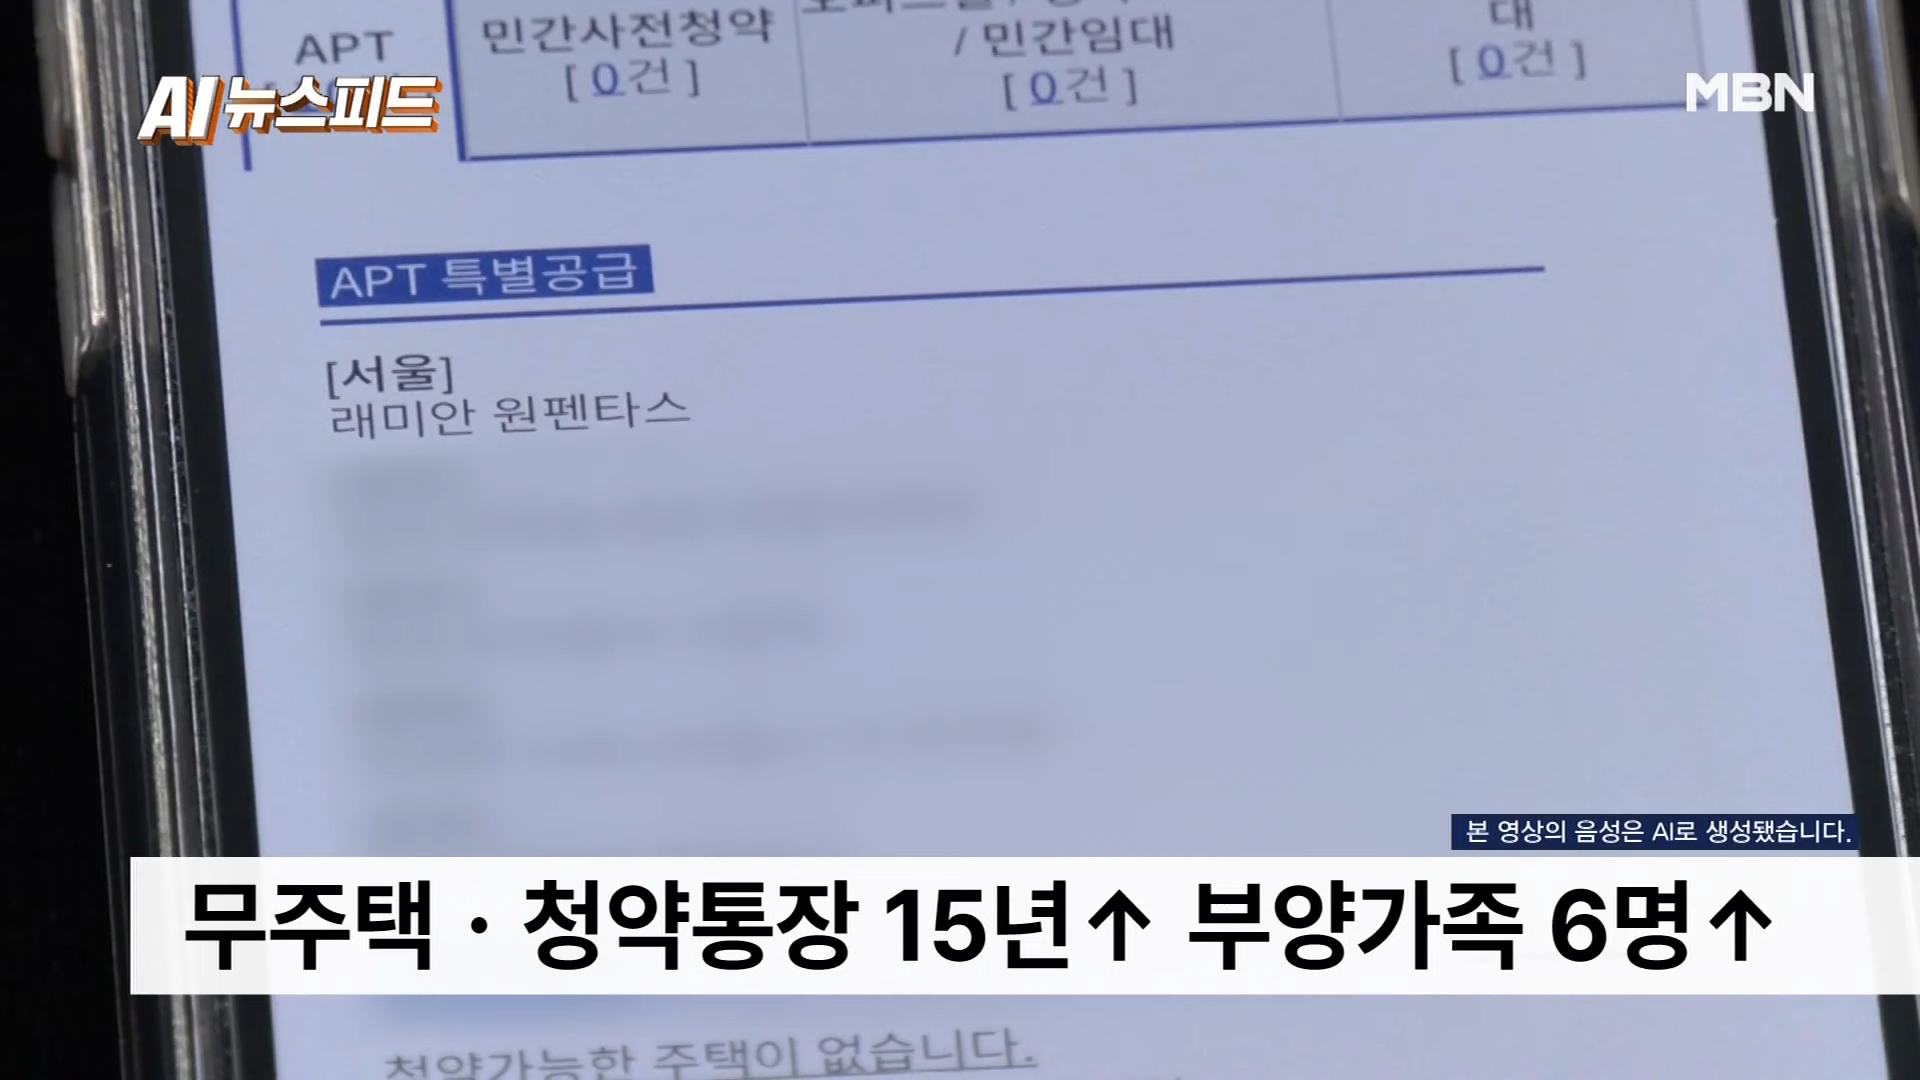 APT
민간사전청약
[ 0건 ]
/ 민간임대
[ 0건 ]
대
[ 0건 ]
AI 뉴스피드
MBN
APT 특별공급
[서울]
래미안 원펜타스
본 영상의 음성은 AI로 생성됐습니다.
무주택 · 청약통장 15년↑ 부양가족 6명↑
청약가능한 주택이 없습니다.